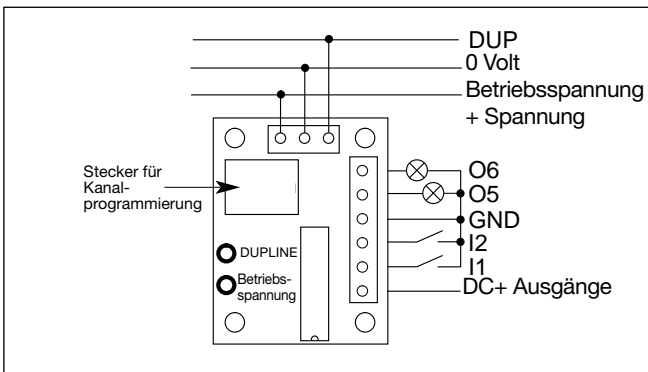 DUP
0 Volt
Betriebsspannung
+ Spannung
Stecker für
Kanal-
programmierung
O6
O5
GND
I2
I1
DC+ Ausgänge
DUPLINE
Betriebs-
spannung